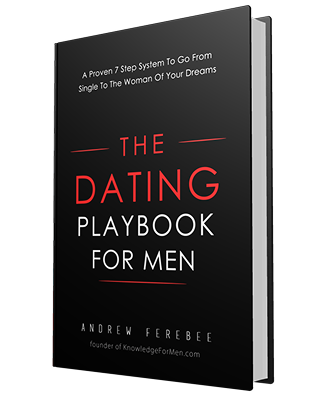 A Proven 7 Step System To Go From
Single To The Woman Of Your Dreams
THE
DATING
PLAYBOOK
FOR MEN
ANDREW FEREBEE
founder of KnowledgeForMen.com